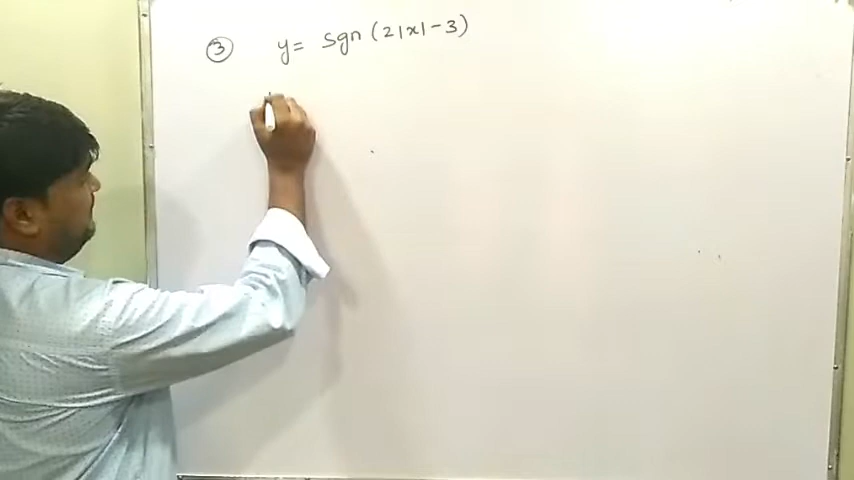 ③ y = sgn (2|x| - 3)